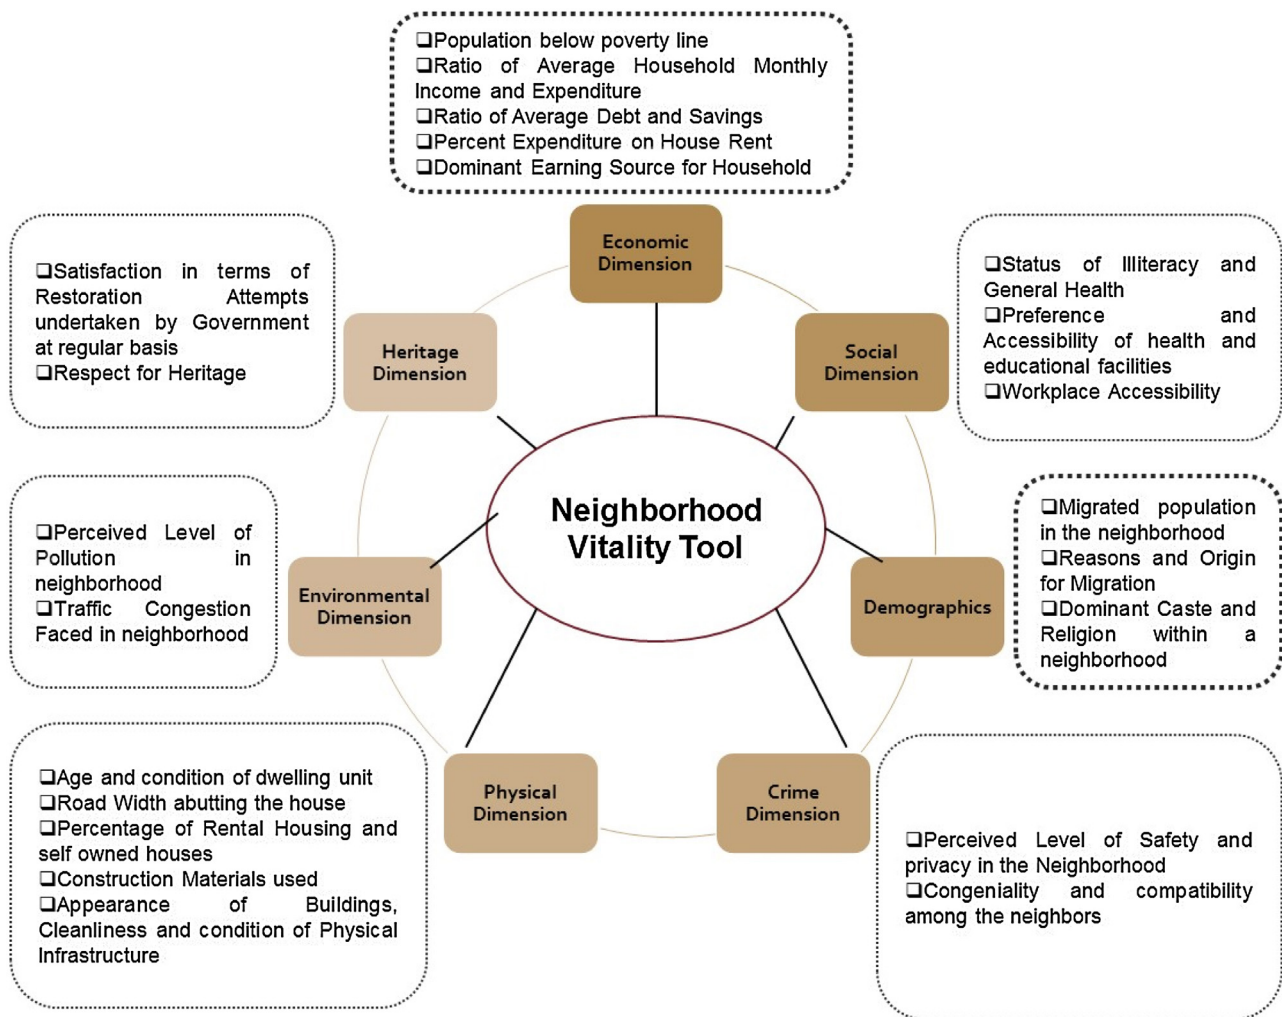 ❑Population below poverty line
❑Ratio of Average Household Monthly
Income and Expenditure
❑Ratio of Average Debt and Savings
❑Percent Expenditure on House Rent
❑Dominant Earning Source for Household
Economic
Dimension
❑Satisfaction in terms of
Restoration Attempts
undertaken by Government
at regular basis
❑Respect for Heritage
Heritage
Dimension
Social
Dimension
❑Status of Illiteracy and
General Health
❑Preference and
Accessibility of health and
educational facilities
❑Workplace Accessibility
Neighborhood
Vitality Tool
❑Perceived Level of
Pollution in
neighborhood
❑Traffic Congestion
Faced in neighborhood
Environmental
Dimension
Demographics
❑Migrated population
in the neighborhood
❑Reasons and Origin
for Migration
❑Dominant Caste and
Religion within a
neighborhood
❑Age and condition of dwelling unit
❑Road Width abutting the house
❑Percentage of Rental Housing and
self owned houses
❑Construction Materials used
❑Appearance of Buildings,
Cleanliness and condition of Physical
Infrastructure
Physical
Dimension
Crime
Dimension
❑Perceived Level of Safety and
privacy in the Neighborhood
❑Congeniality and compatibility
among the neighbors